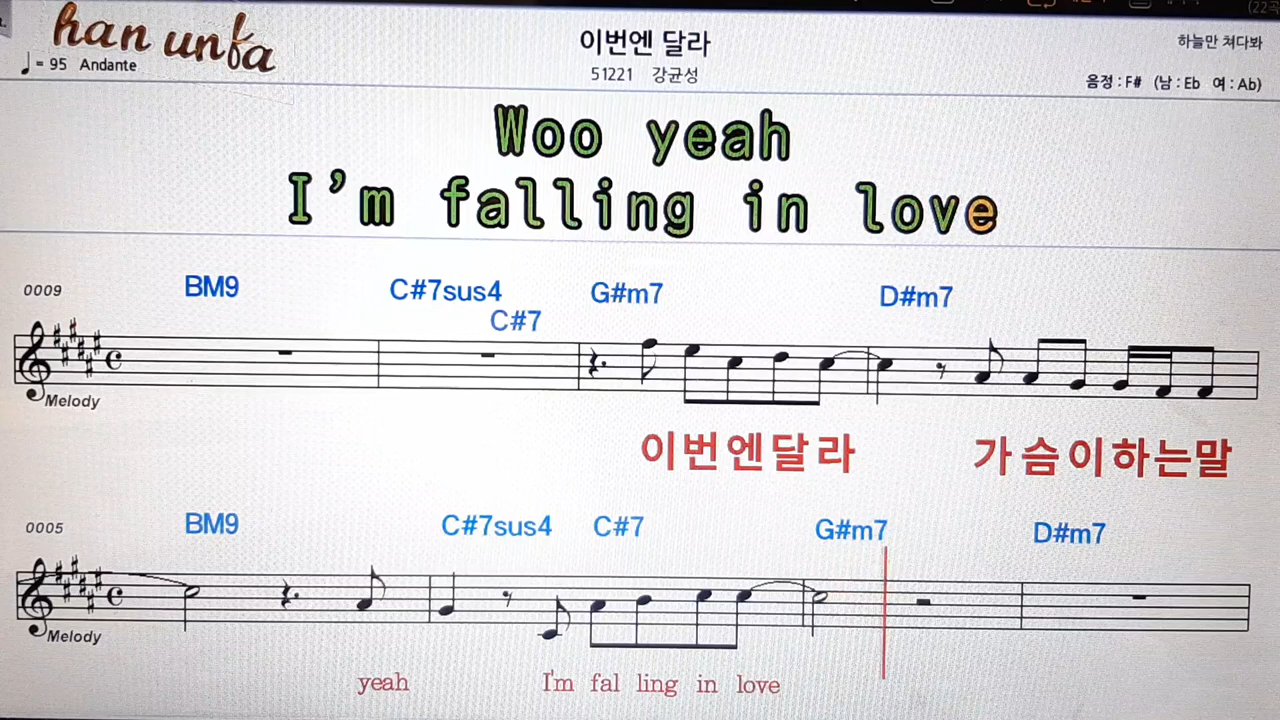 han unfa
♩= 95 Andante
이번엔 달라
51221 강균성
하늘만 쳐다봐
음정 : F# (남 : Eb 여 : Ab)
Woo yeah
I'm falling in love
0009 BM9 C#7sus4 C#7 G#m7 D#m7
Melody
이번엔달라 가슴이하는말
0005 BM9 C#7sus4 C#7 G#m7 D#m7
Melody
yeah I'm fal ling in love